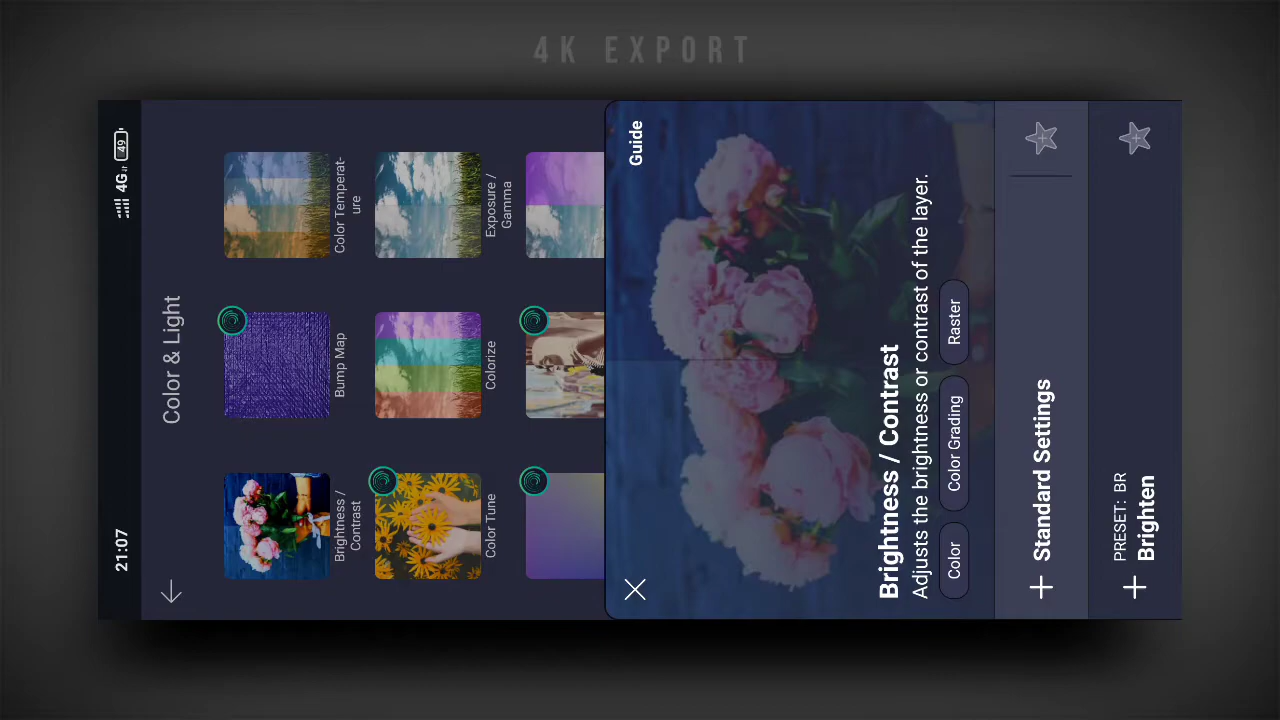 4K EXPORT
21:07
4G
49
Color & Light
Brightness /
Contrast
Bump Map
Color Temperat-
ure
Color Tune
Colorize
Exposure /
Gamma
Guide
Brightness / Contrast
Adjusts the brightness or contrast of the layer.
Color
Color Grading
Raster
Standard Settings
PRESET: BR
Brighten